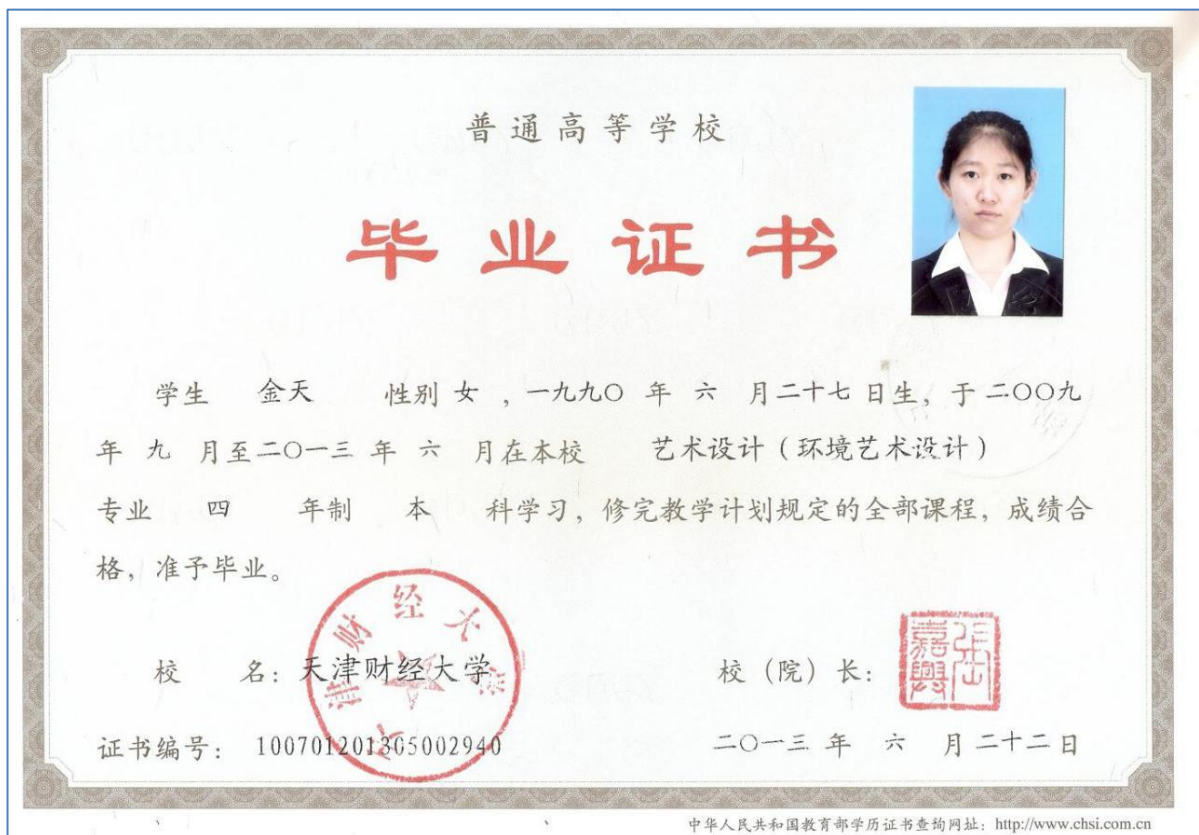 普通高等学校
毕业证书
学生 金天 性别 女 ，一九九〇 年 六 月二十七 日生，于 二〇〇九
年 九 月至二〇一三 年 六 月在本校 艺术设计（环境艺术设计）
专业 四 年制 本 科学习，修完教学计划规定的全部课程，成绩合
格，准予毕业。
校 名：天津财经大学 校（院）长：
天津财经大学
证书编号： 100701201305002940 二〇一三 年 六 月 二十二 日
中华人民共和国教育部学历证书查询网址：http://www.chsi.com.cn